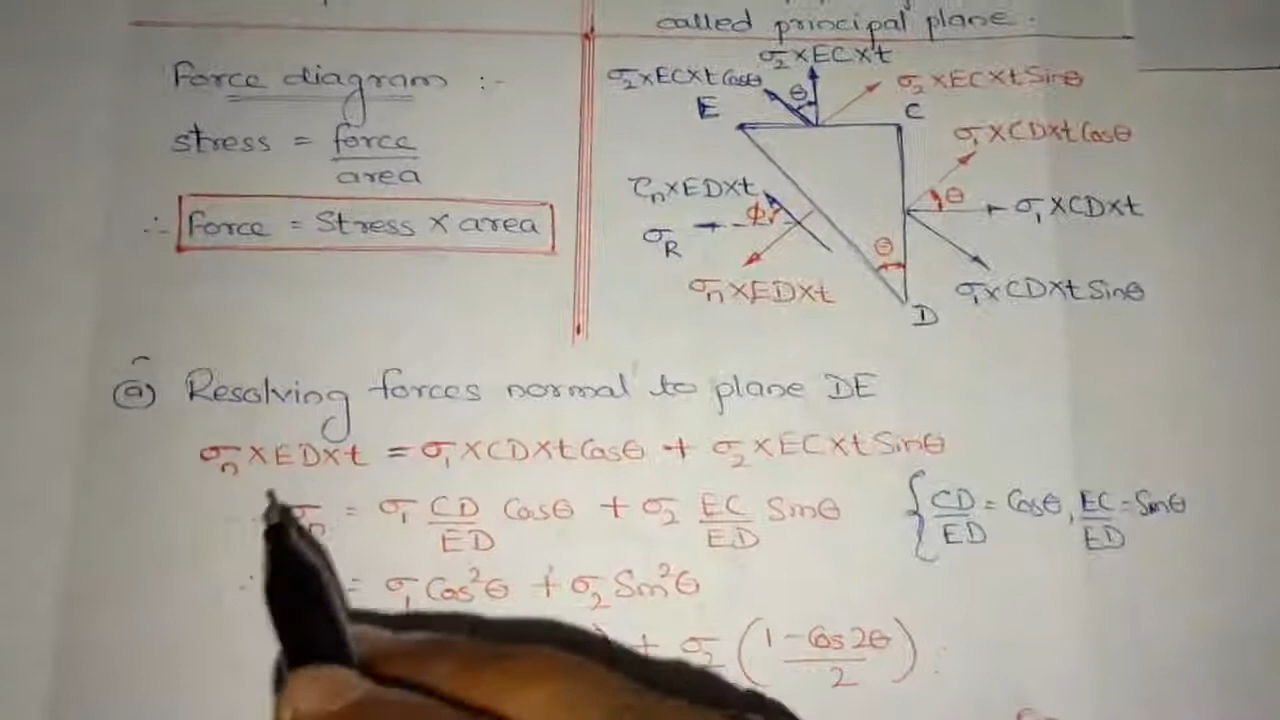 called principal plane.
Force diagram :-
stress = force
area
∴ Force = Stress × area
σ₂×EC×t
σ₂×EC×t Cosθ
θ
σ₂×EC×t Sinθ
E
C
σ₁×CD×t Cosθ
τₙ×ED×t
ϕ
θ
σ₁×CD×t
σ_R
θ
σₙ×ED×t
σ₁×CD×t Sinθ
D
ⓐ Resolving forces normal to plane DE
σₙ×ED×t = σ₁×CD×t Cosθ + σ₂×EC×t Sinθ
σₙ = σ₁ CD/ED Cosθ + σ₂ EC/ED Sinθ { CD/ED = Cosθ, EC/ED = Sinθ
∴ = σ₁ Cos²θ + σ₂ Sin²θ
+ σ₂ (1 - Cos2θ / 2)